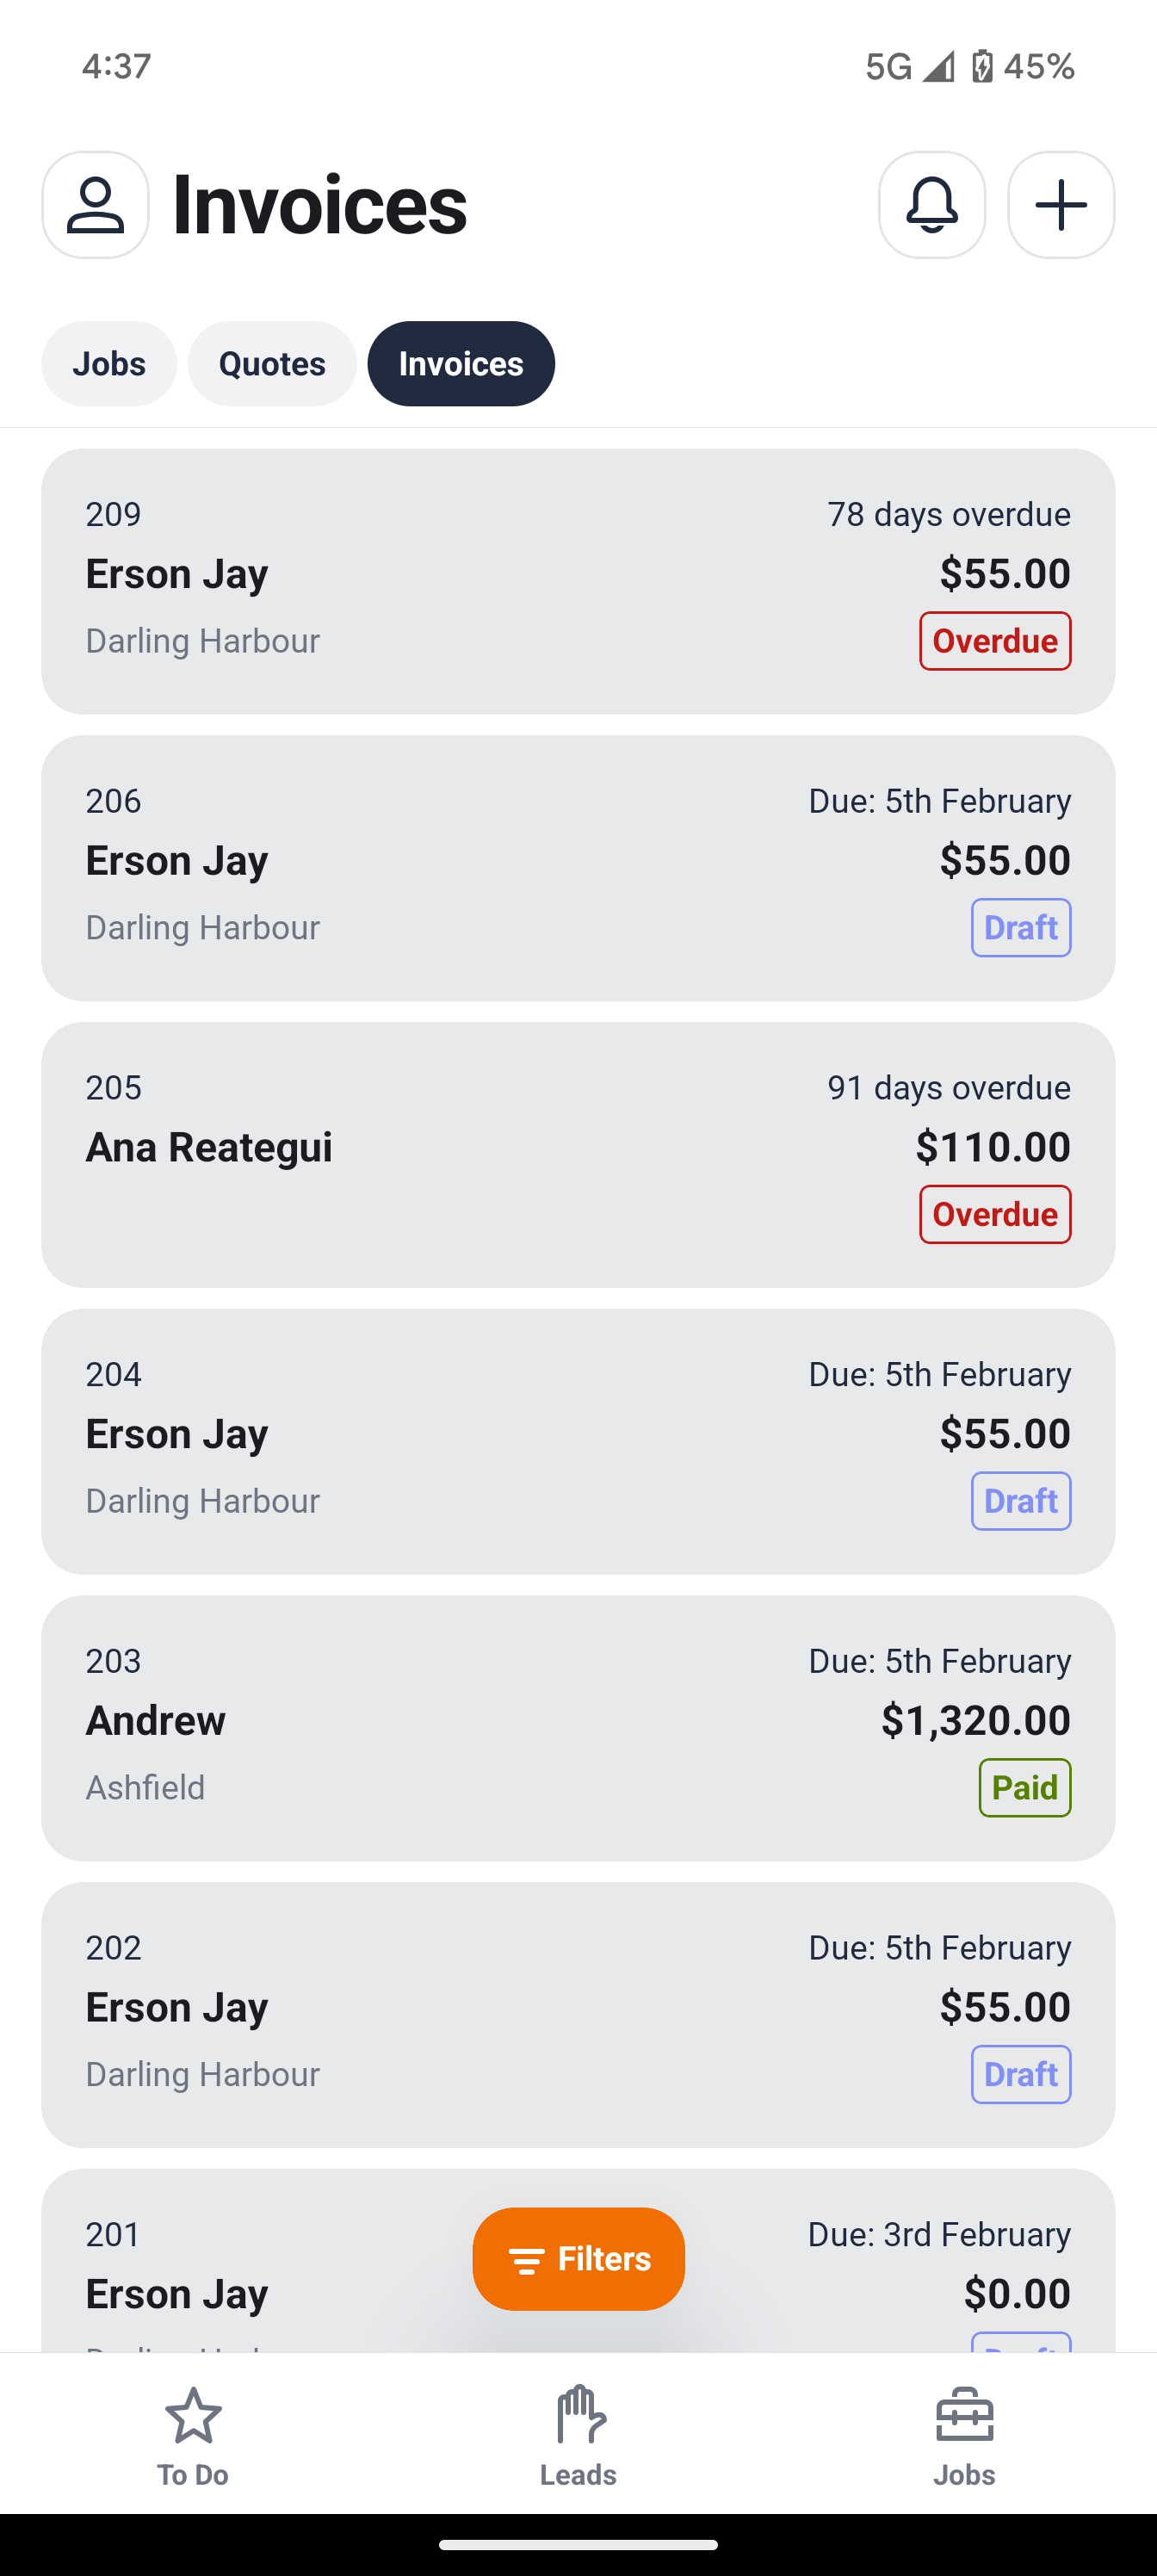 4:37
5G 45%
Invoices
Jobs Quotes Invoices
209 78 days overdue
Erson Jay $55.00
Darling Harbour Overdue
206 Due: 5th February
Erson Jay $55.00
Darling Harbour Draft
205 91 days overdue
Ana Reategui $110.00
Overdue
204 Due: 5th February
Erson Jay $55.00
Darling Harbour Draft
203 Due: 5th February
Andrew $1,320.00
Ashfield Paid
202 Due: 5th February
Erson Jay $55.00
Darling Harbour Draft
201 Due: 3rd February
Filters
Erson Jay $0.00
To Do Leads Jobs